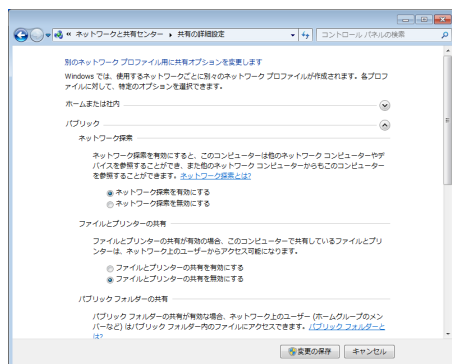 « ネットワークと共有センター ▸ 共有の詳細設定
コントロール パネルの検索
別のネットワーク プロファイル用に共有オプションを変更します
Windows では、使用するネットワークごとに別々のネットワーク プロファイルが作成されます。各プロフ
ァイルに対して、特定のオプションを選択できます。
ホームまたは社内
パブリック
ネットワーク探索
ネットワーク探索を有効にすると、このコンピューターは他のネットワーク コンピューターやデ
バイスを参照することができ、また他のネットワーク コンピューターからもこのコンピューター
を参照することができます。ネットワーク探索とは?
ネットワーク探索を有効にする
ネットワーク探索を無効にする
ファイルとプリンターの共有
ファイルとプリンターの共有が有効の場合、このコンピューターで共有しているファイルとプリ
ンターは、ネットワーク上のユーザーからアクセス可能になります。
ファイルとプリンターの共有を有効にする
ファイルとプリンターの共有を無効にする
パブリック フォルダーの共有
パブリック フォルダーの共有が有効な場合、ネットワーク上のユーザー (ホームグループのメン
バーなど) はパブリック フォルダー内のファイルにアクセスできます。パブリック フォルダーと
は?
変更の保存
キャンセル